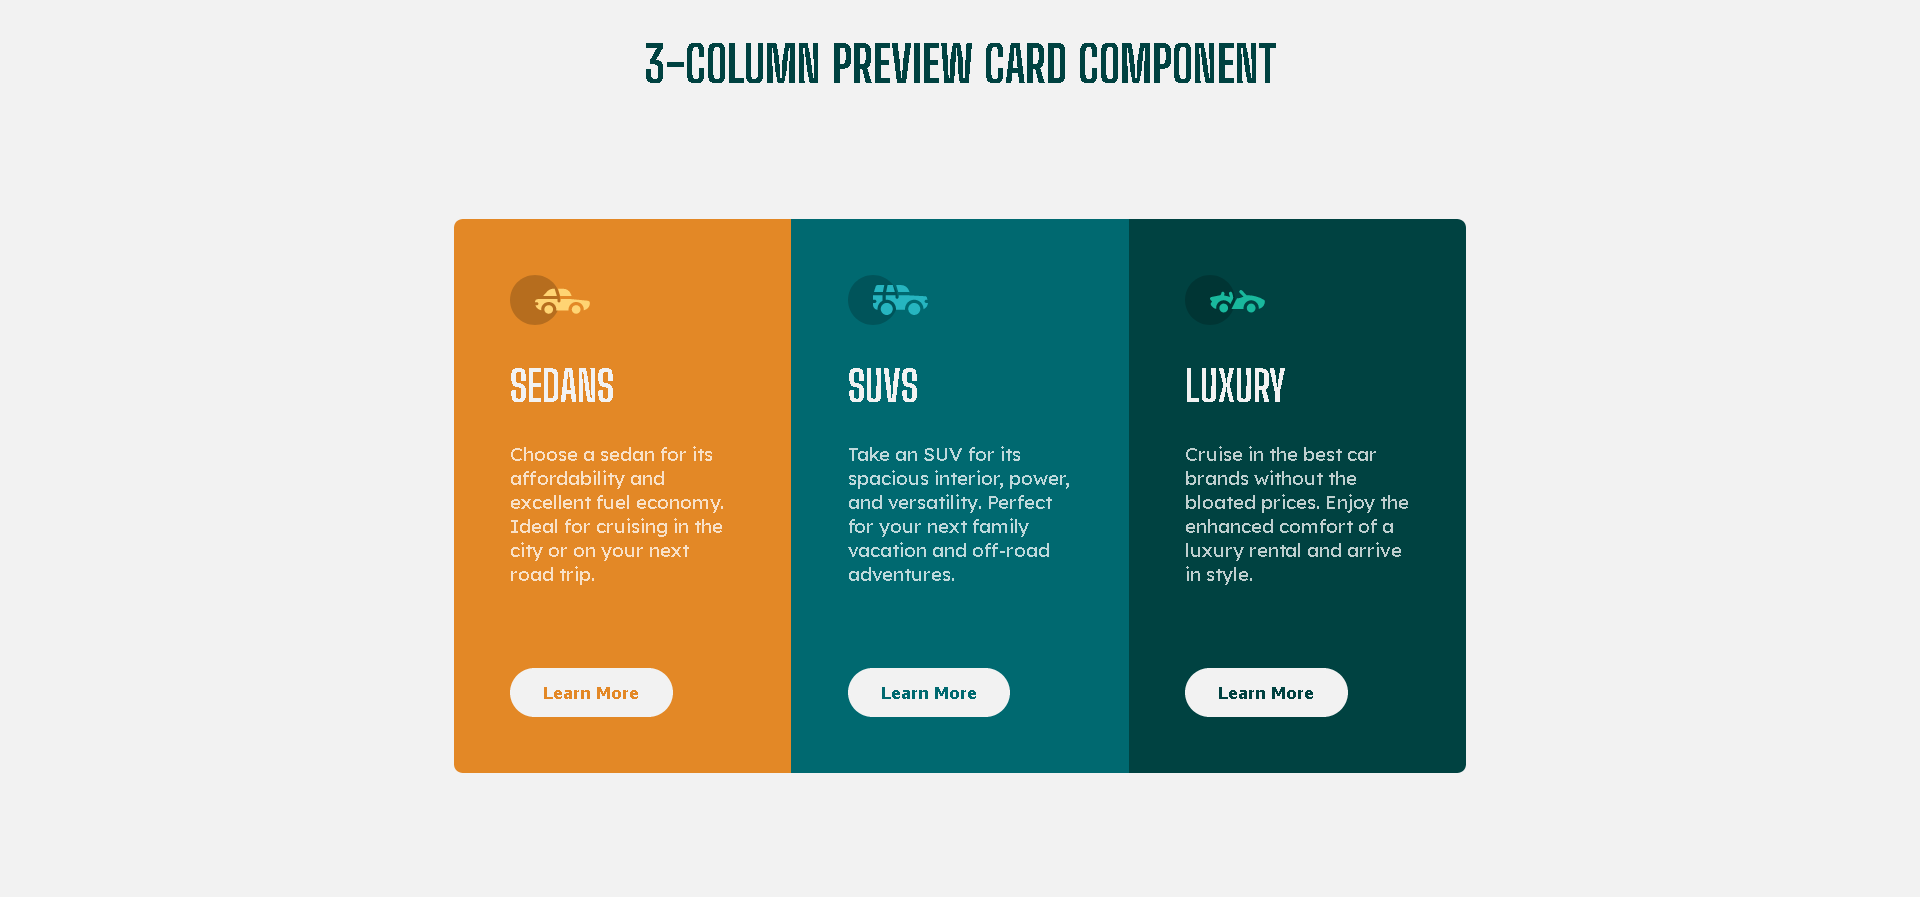 3-COLUMN PREVIEW CARD COMPONENT
SEDANS
Choose a sedan for its
affordability and
excellent fuel economy.
Ideal for cruising in the
city or on your next
road trip.
Learn More
SUVS
Take an SUV for its
spacious interior, power,
and versatility. Perfect
for your next family
vacation and off-road
adventures.
Learn More
LUXURY
Cruise in the best car
brands without the
bloated prices. Enjoy the
enhanced comfort of a
luxury rental and arrive
in style.
Learn More